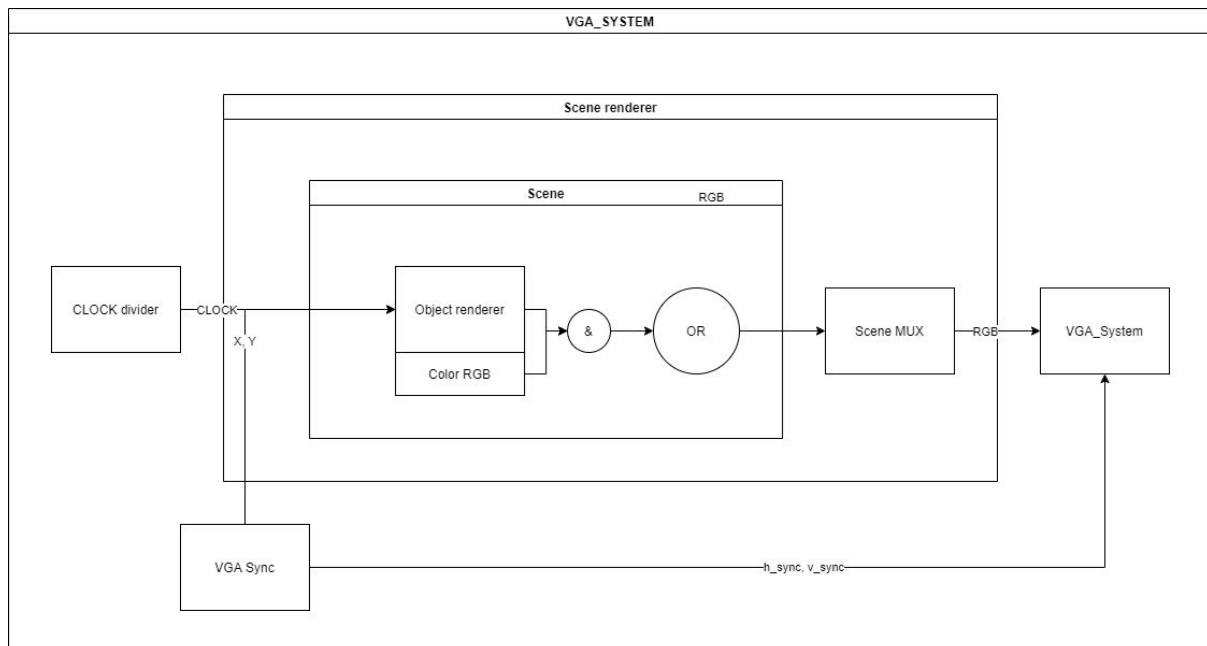 VGA_SYSTEM
Scene renderer
Scene
RGB
CLOCK divider
CLOCK
X, Y
Object renderer
Color RGB
&
OR
Scene MUX
RGB
VGA_System
VGA Sync
h_sync, v_sync